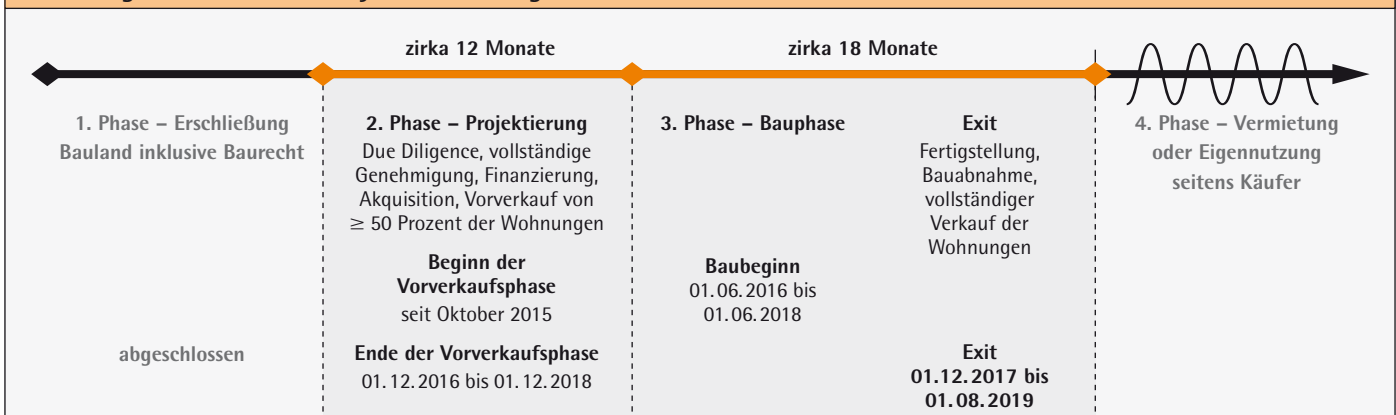 zirka 12 Monate
zirka 18 Monate
1. Phase – Erschließung
Bauland inklusive Baurecht
abgeschlossen
2. Phase – Projektierung
Due Diligence, vollständige
Genehmigung, Finanzierung,
Akquisition, Vorverkauf von
≥ 50 Prozent der Wohnungen
Beginn der
Vorverkaufsphase
seit Oktober 2015
Ende der Vorverkaufsphase
01.12.2016 bis 01.12.2018
3. Phase – Bauphase
Baubeginn
01.06.2016 bis
01.06.2018
Exit
Fertigstellung,
Bauabnahme,
vollständiger
Verkauf der
Wohnungen
Exit
01.12.2017 bis
01.08.2019
4. Phase – Vermietung
oder Eigennutzung
seitens Käufer